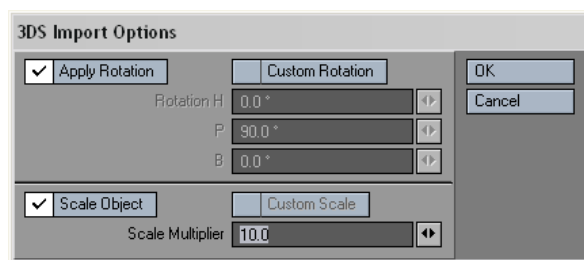 3DS Import Options
Apply Rotation Custom Rotation OK
Rotation H 0.0 ° Cancel
P 90.0 °
B 0.0 °
Scale Object Custom Scale
Scale Multiplier 10.0